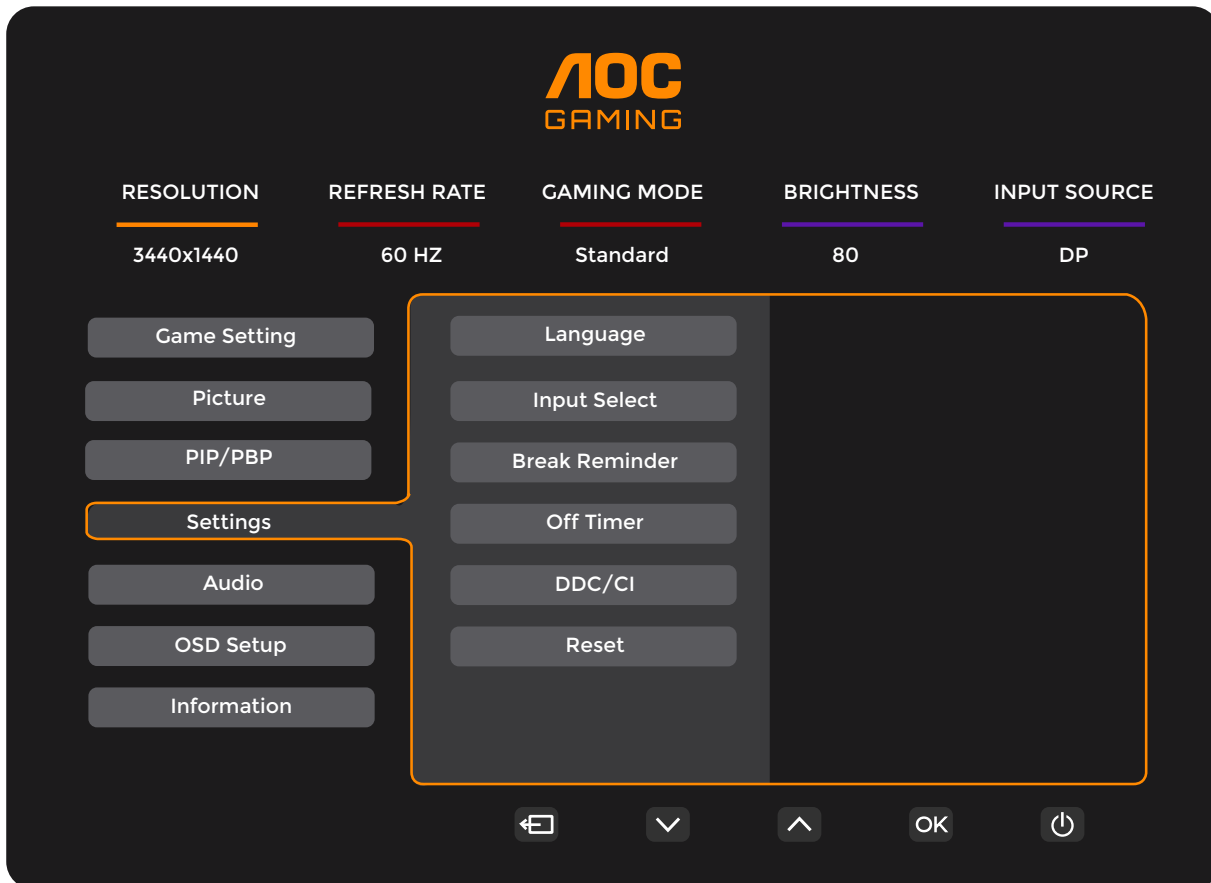 AOC
GAMING
RESOLUTION REFRESH RATE GAMING MODE BRIGHTNESS INPUT SOURCE
3440x1440 60 HZ Standard 80 DP
Game Setting
Picture
PIP/PBP
Settings
Audio
OSD Setup
Information
Language
Input Select
Break Reminder
Off Timer
DDC/CI
Reset
OK